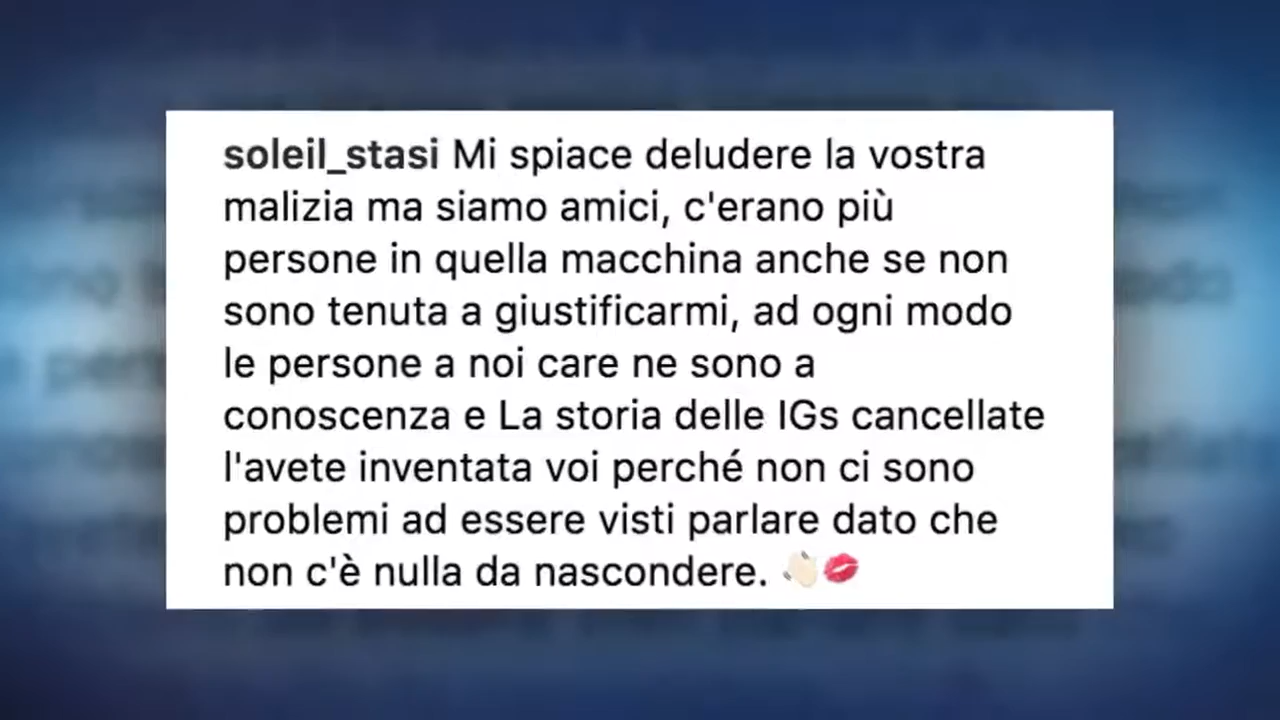 soleil_stasi Mi spiace deludere la vostra
malizia ma siamo amici, c'erano più
persone in quella macchina anche se non
sono tenuta a giustificarmi, ad ogni modo
le persone a noi care ne sono a
conoscenza e La storia delle IGs cancellate
l'avete inventata voi perché non ci sono
problemi ad essere visti parlare dato che
non c'è nulla da nascondere. 👋🏻💋